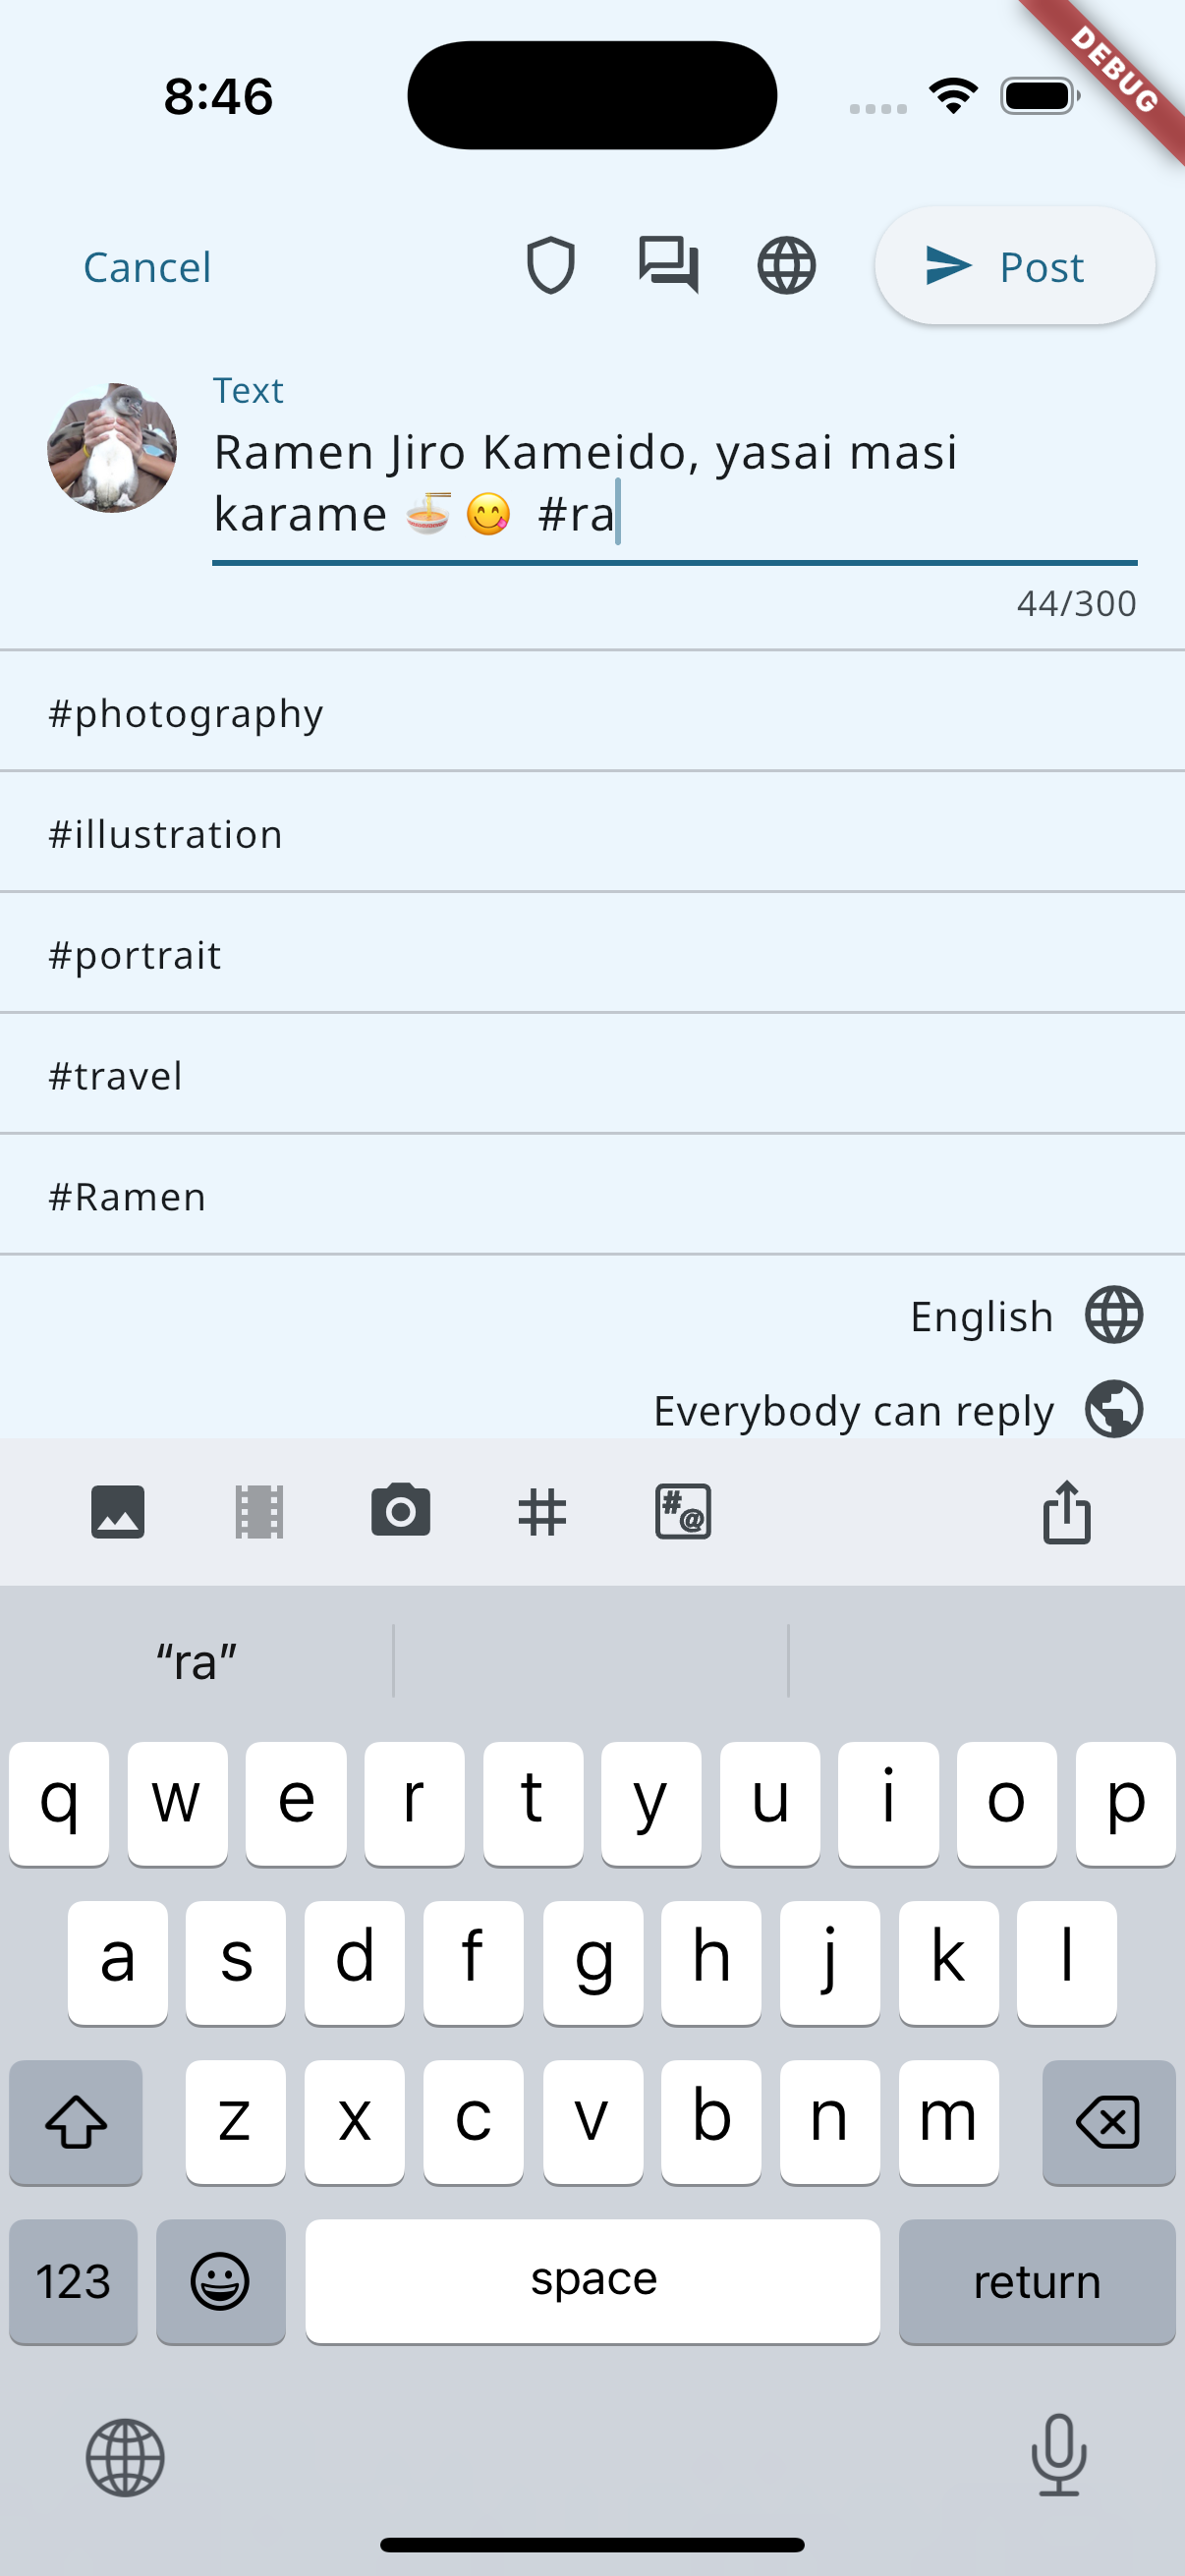 8:46
DEBUG
Cancel
Post
Text
Ramen Jiro Kameido, yasai masi
karame 🍜 😋 #ra
44/300
#photography
#illustration
#portrait
#travel
#Ramen
English
Everybody can reply
#@
“ra”
q w e r t y u i o p
a s d f g h j k l
z x c v b n m
123 space return